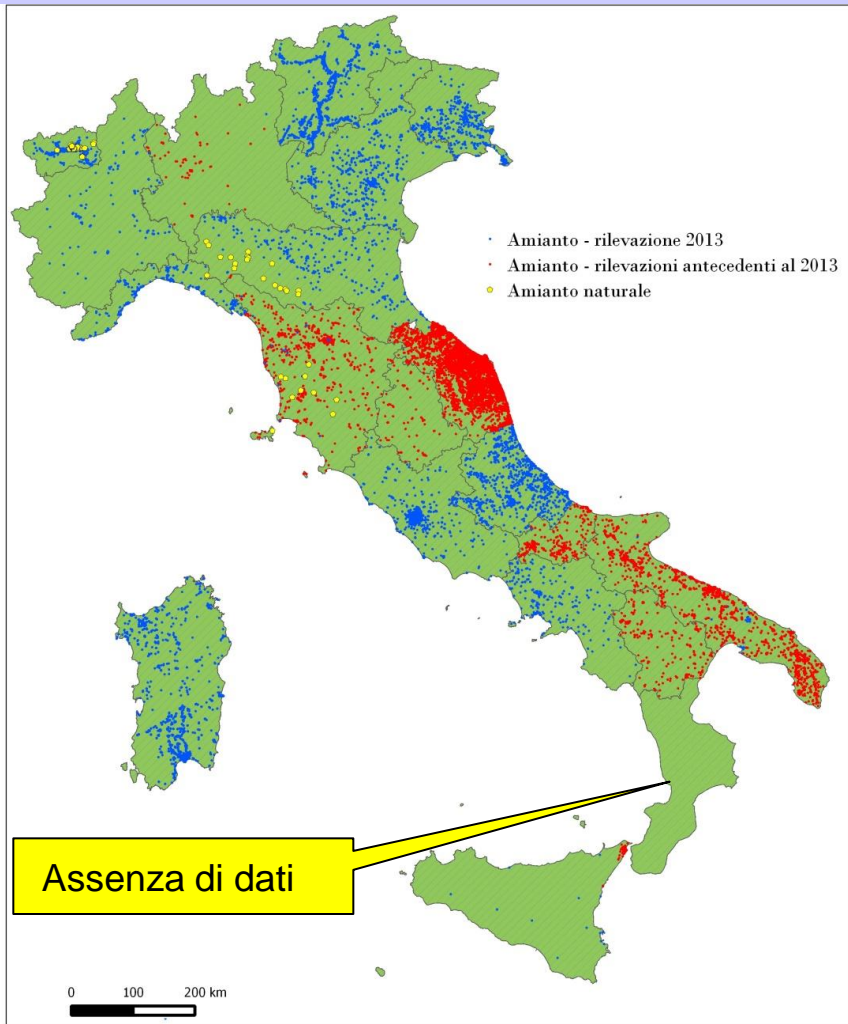 Amianto - rilevazione 2013
Amianto - rilevazioni antecedenti al 2013
Amianto naturale
Assenza di dati
0 100 200 km